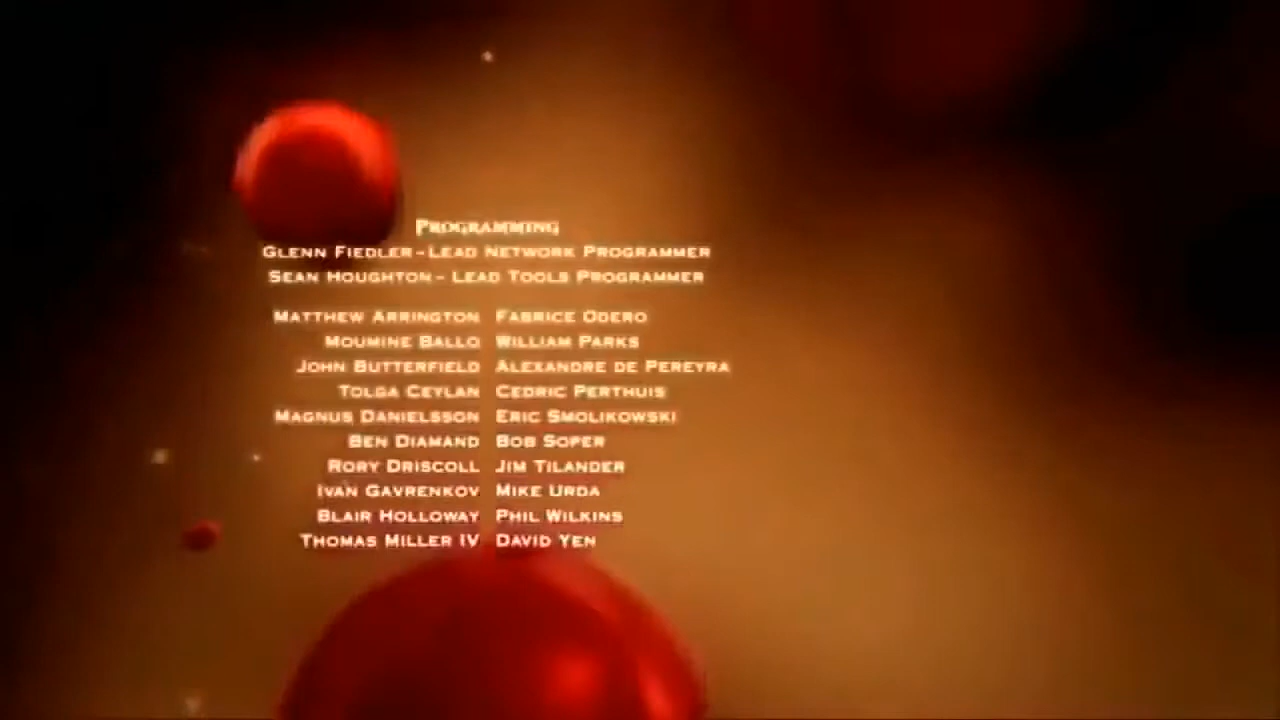 Programming
Glenn Fiedler - Lead Network Programmer
Sean Houghton - Lead Tools Programmer
Matthew Arrington Fabrice Odero
Moumine Ballo William Parks
John Butterfield Alexandre de Pereyra
Tolga Ceylan Cedric Perthuis
Magnus Danielsson Eric Smolikowski
Ben Diamand Bob Soper
Rory Driscoll Jim Tilander
Ivan Gavrenkov Mike Urda
Blair Holloway Phil Wilkins
Thomas Miller IV David Yen